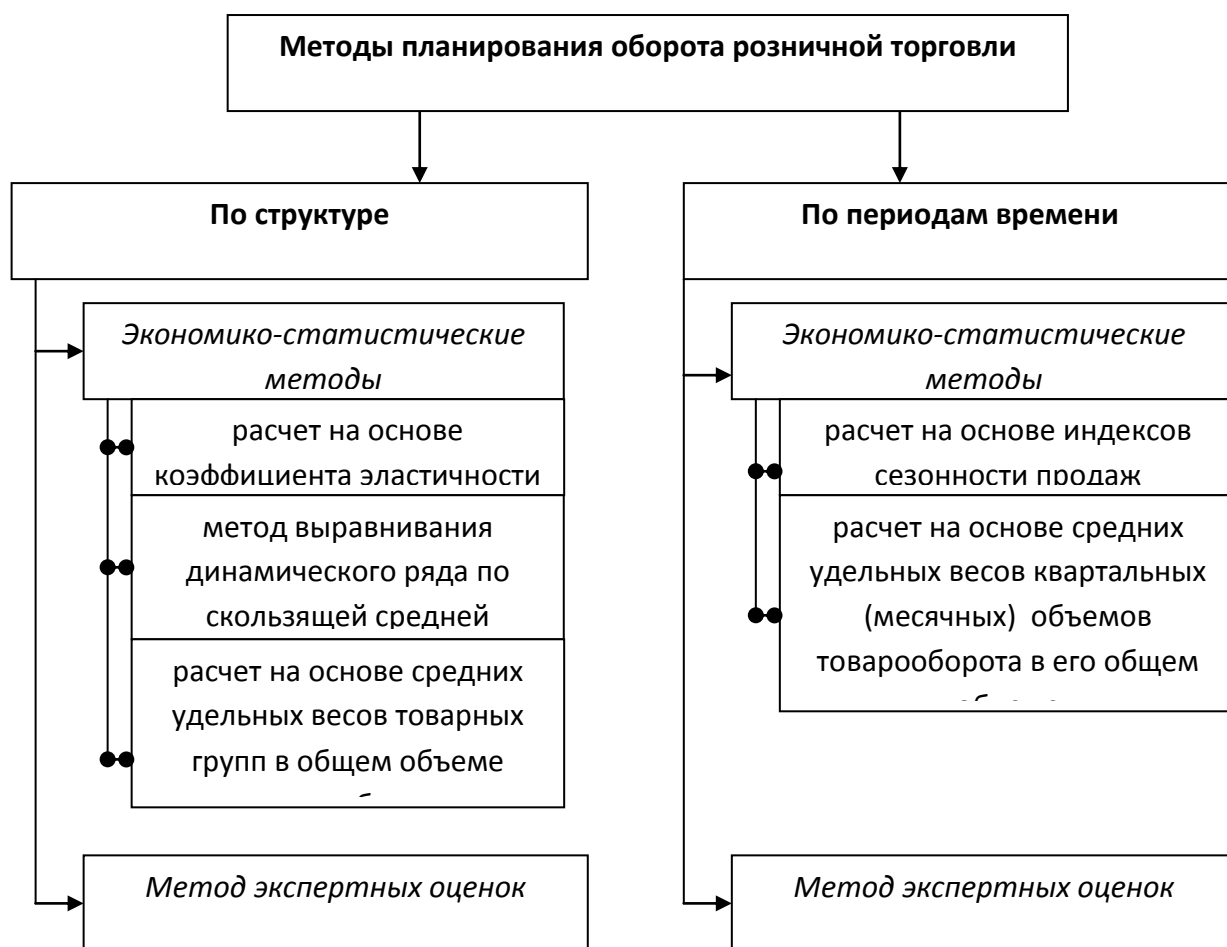 Методы планирования оборота розничной торговли
По структуре
Экономико-статистические
методы
расчет на основе
коэффициента эластичности
метод выравнивания
динамического ряда по
скользящей средней
расчет на основе средних
удельных весов товарных
групп в общем объеме
Метод экспертных оценок
По периодам времени
Экономико-статистические
методы
расчет на основе индексов
сезонности продаж
расчет на основе средних
удельных весов квартальных
(месячных)  объемов
товарооборота в его общем
Метод экспертных оценок